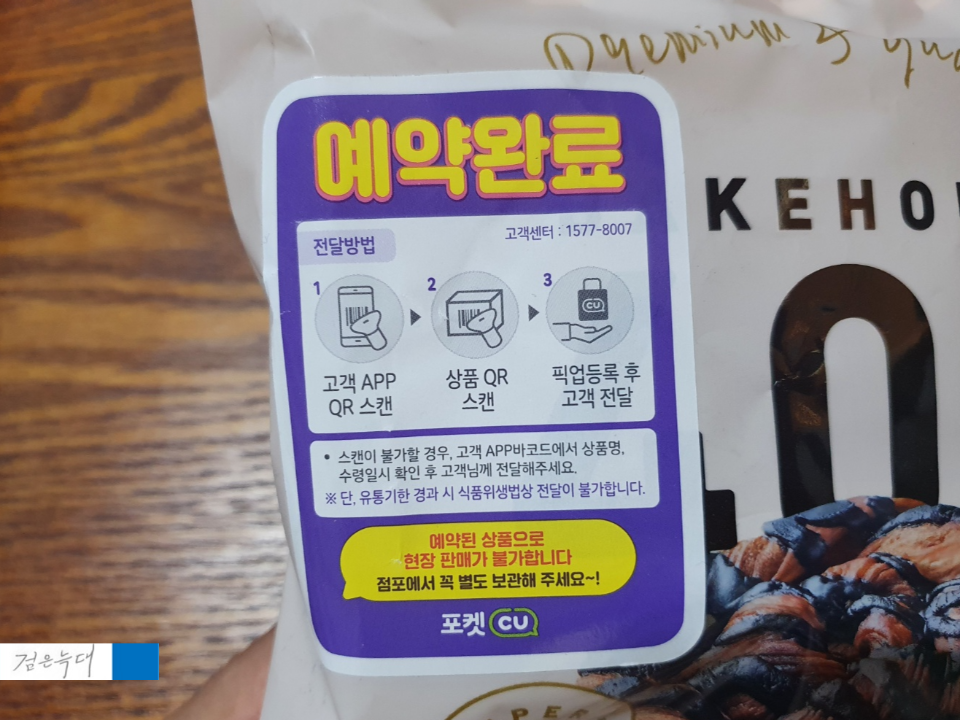 Premium &
KEHO
예약완료
전달방법
고객센터 : 1577-8007
1
2
3
CU
고객 APP
QR 스캔
상품 QR
스캔
픽업등록 후
고객 전달
• 스캔이 불가할 경우, 고객 APP바코드에서 상품명,
수령일시 확인 후 고객님께 전달해주세요.
※ 단, 유통기한 경과 시 식품위생법상 전달이 불가합니다.
예약된 상품으로
현장 판매가 불가합니다
점포에서 꼭 별도 보관해 주세요~!
포켓 CU
검은늑대